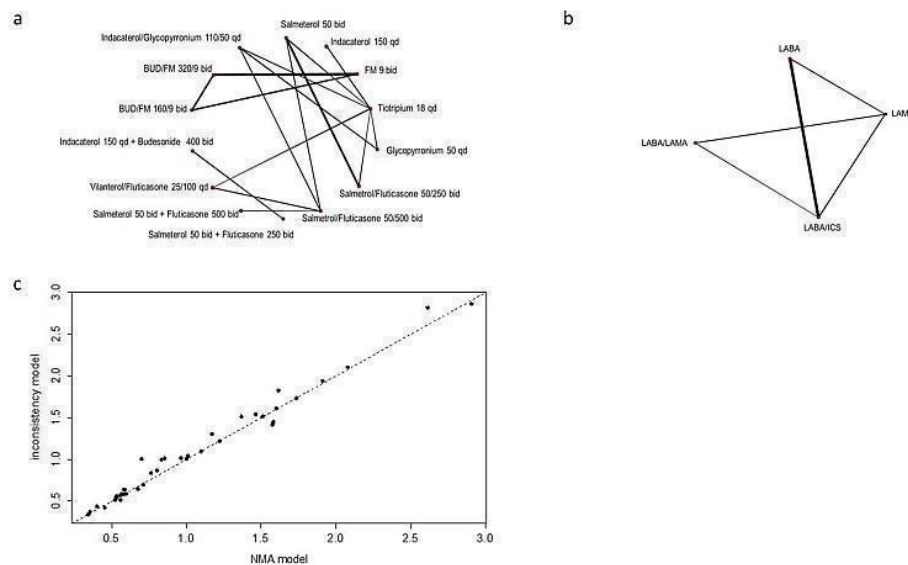 a
Salmeterol 50 bid
Indacaterol/Glycopyrronium 110/50 qd
Indacaterol 150 qd
BUD/FM 320/9 bid
FM 9 bid
BUD/FM 160/9 bid
Tiotripium 18 qd
Indacaterol 150 qd + Budesonide 400 bid
Glycopyrronium 50 qd
Vilanterol/Fluticasone 25/100 qd
Salmetrol/Fluticasone 50/250 bid
Salmeterol 50 bid + Fluticasone 500 bid
Salmetrol/Fluticasone 50/500 bid
Salmeterol 50 bid + Fluticasone 250 bid
b
LABA
LAM
LABA/LAMA
LABA/ICS
c
inconsistency model
3.0
2.5
2.0
1.5
1.0
0.5
0.5 1.0 1.5 2.0 2.5 3.0
NMA model